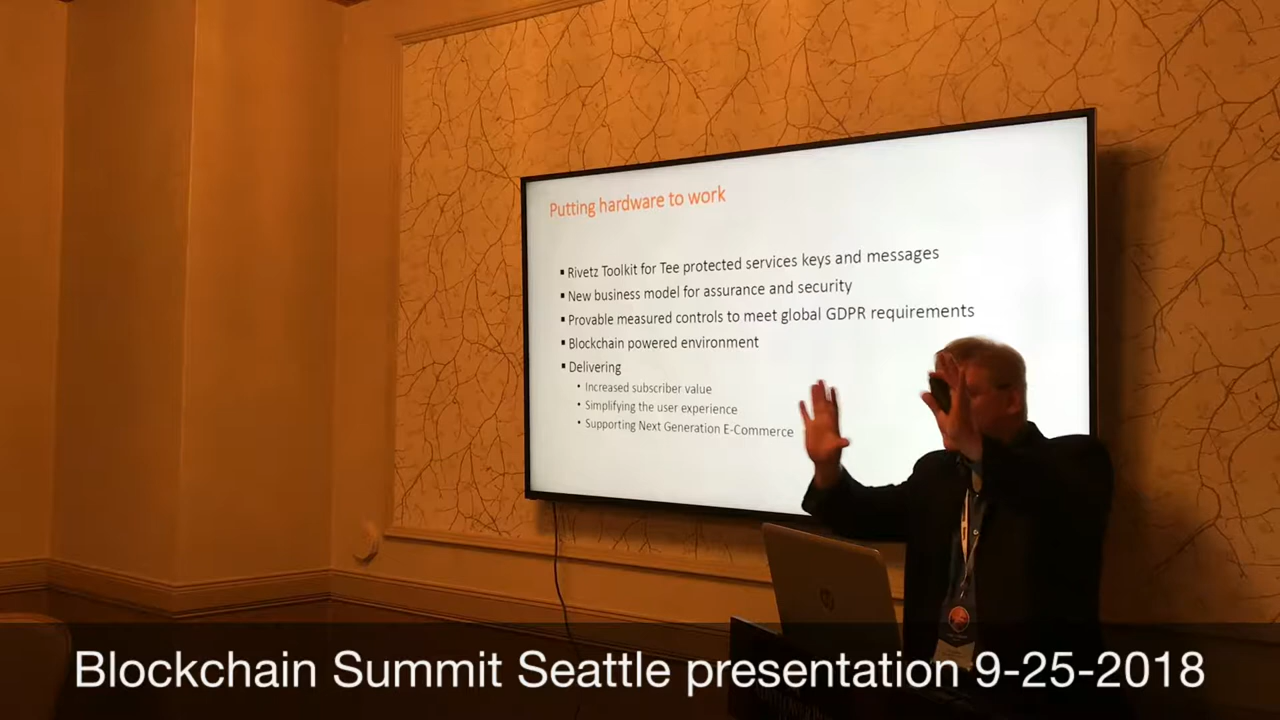 Putting hardware to work
▪ Rivetz Toolkit for Tee protected services keys and messages
▪ New business model for assurance and security
▪ Provable measured controls to meet global GDPR requirements
▪ Blockchain powered environment
▪ Delivering
• Increased subscriber value
• Simplifying the user experience
• Supporting Next Generation E-Commerce
hp
Blockchain Summit Seattle presentation 9-25-2018